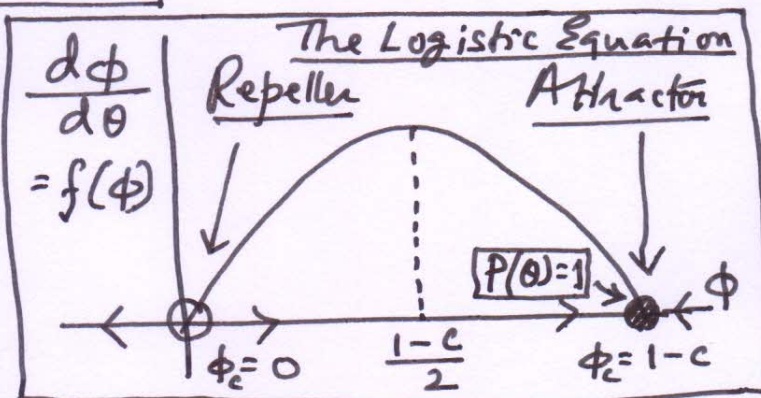 The Logistic Equation
dφ
dθ
= f(φ)
Repeller
Attractor
P(θ)=1
φ
φc=0
1-c
2
φc=1-c